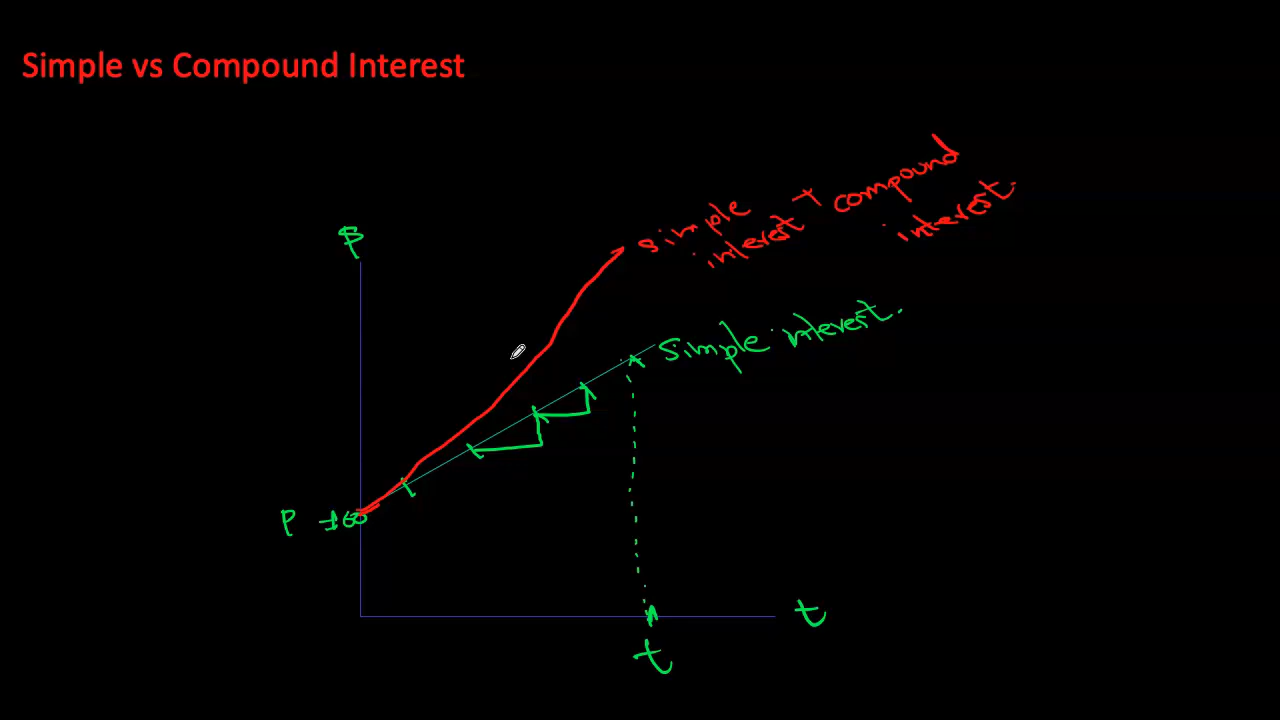 Simple vs Compound Interest
$
simple interest + compound interest.
Simple interest.
P 100
t
t